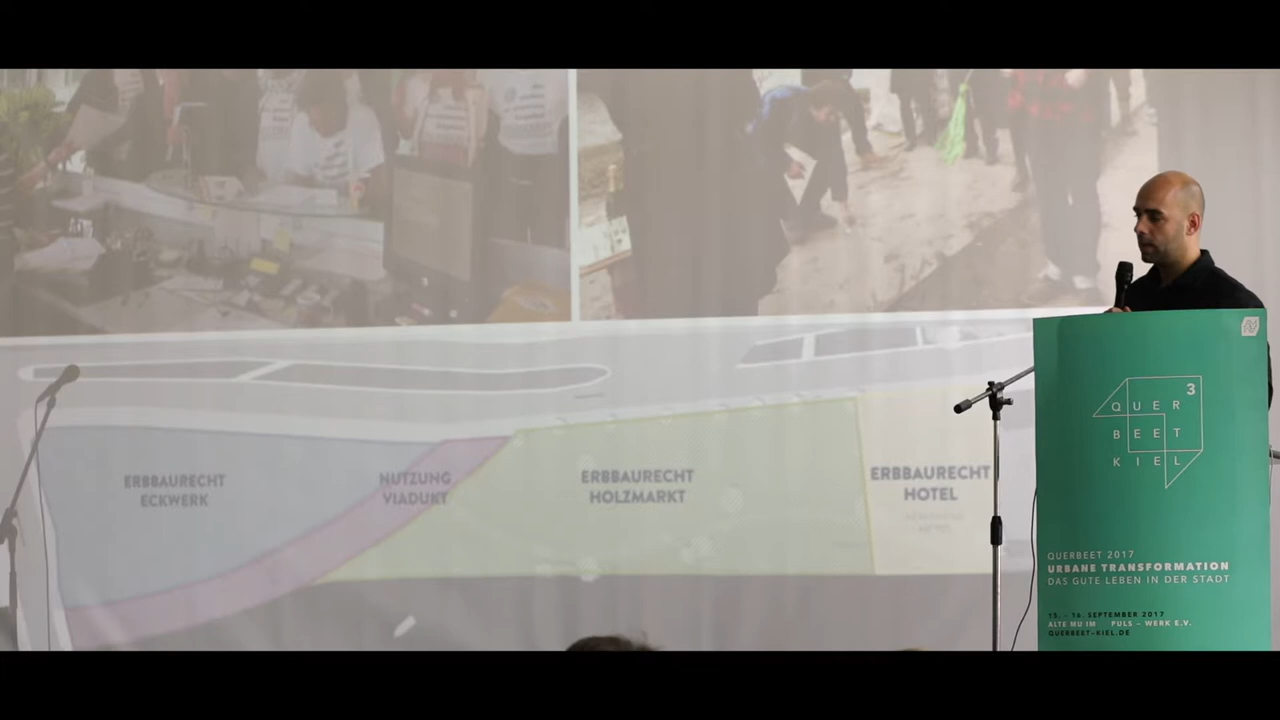 ERBBAURECHT
ECKWERK
NUTZUNG
VIADUKT
ERBBAURECHT
HOLZMARKT
ERBBAURECHT
HOTEL
3
QUER
BEET
KIEL
QUERBEET 2017
URBANE TRANSFORMATION
DAS GUTE LEBEN IN DER STADT
15. - 16. SEPTEMBER 2017
ALTE MU IM PULS - WERK E.V.
QUERBEET-KIEL.DE